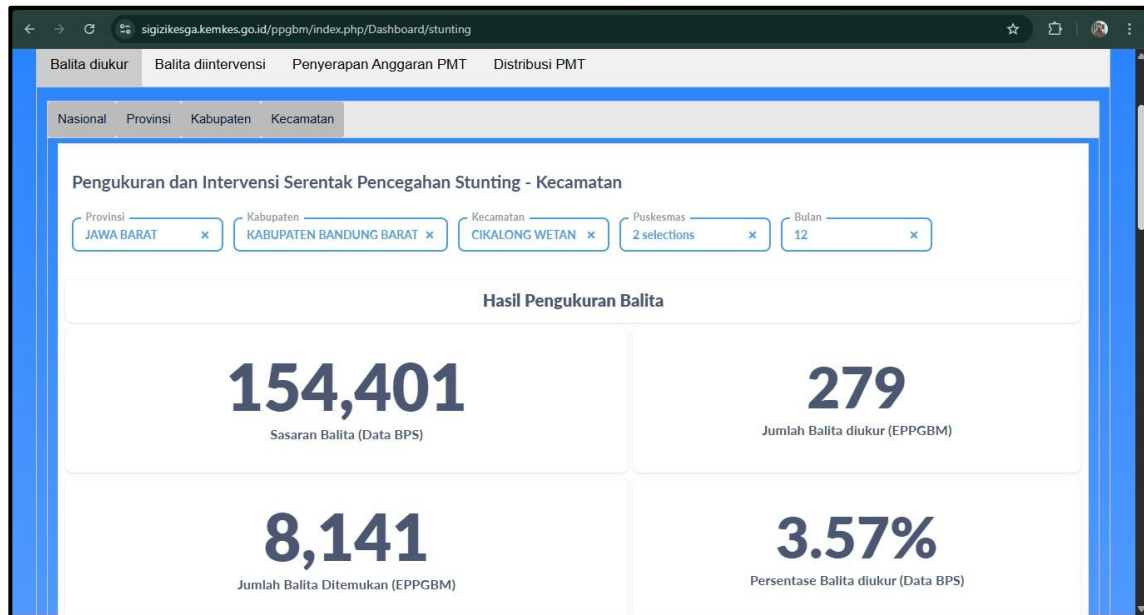 sigizikesga.kemkes.go.id/ppgbm/index.php/Dashboard/stunting
Balita diukur Balita diintervensi Penyerapan Anggaran PMT Distribusi PMT
Nasional Provinsi Kabupaten Kecamatan
Pengukuran dan Intervensi Serentak Pencegahan Stunting - Kecamatan
Provinsi Kabupaten Kecamatan Puskesmas Bulan
JAWA BARAT × KABUPATEN BANDUNG BARAT × CIKALONG WETAN × 2 selections × 12 ×
Hasil Pengukuran Balita
154,401 279
Sasaran Balita (Data BPS) Jumlah Balita diukur (EPPGBM)
8,141 3.57%
Jumlah Balita Ditemukan (EPPGBM) Persentase Balita diukur (Data BPS)